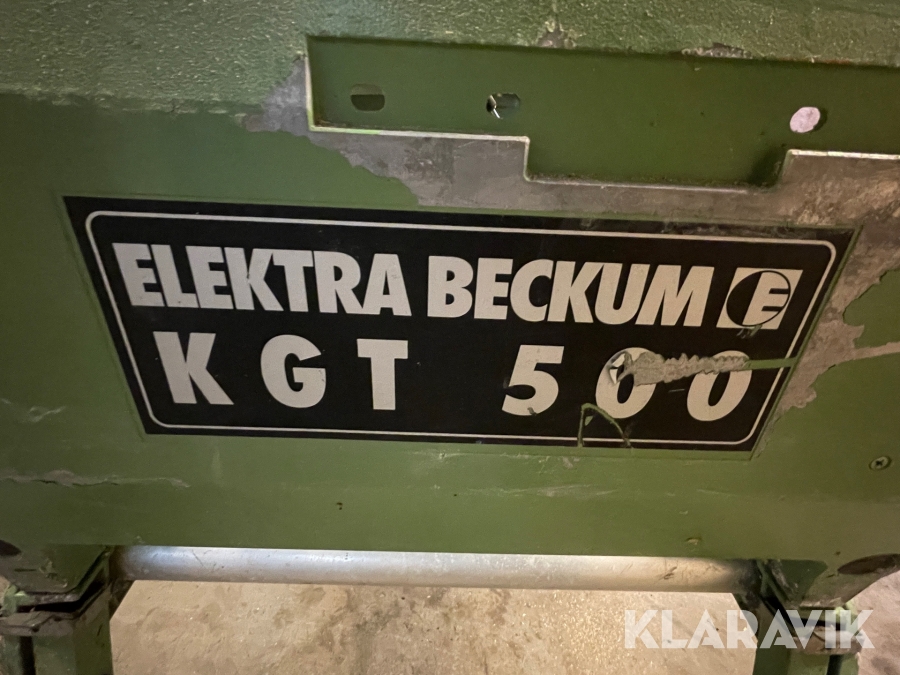 ELEKTRA BECKUM E
KGT 500
KLARAVIK